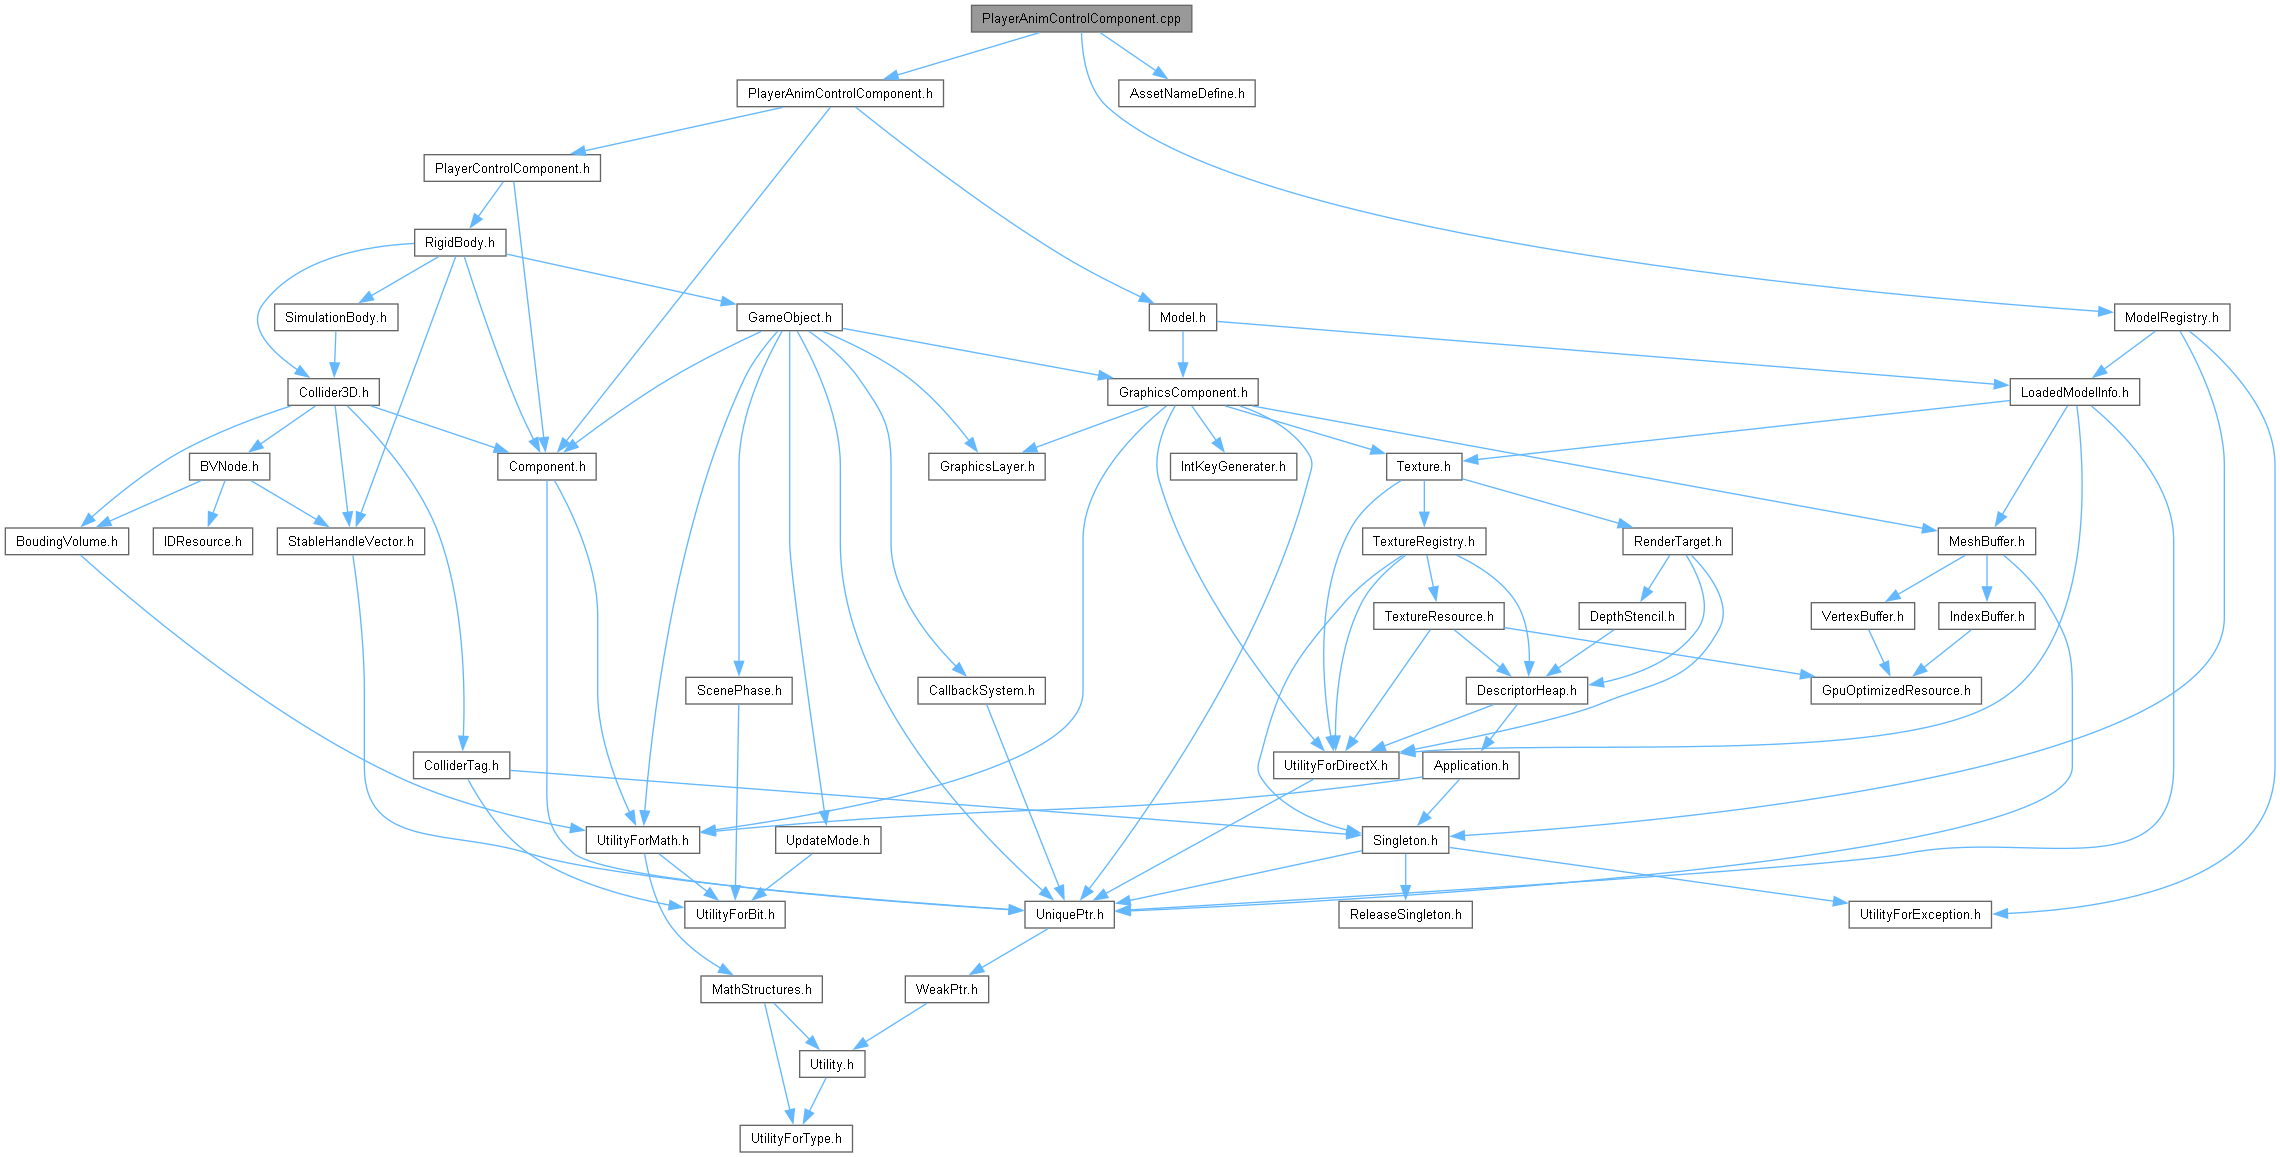 PlayerAnimControlComponent.cpp
PlayerAnimControlComponent.h
AssetNameDefine.h
PlayerControlComponent.h
RigidBody.h
SimulationBody.h
GameObject.h
Model.h
ModelRegistry.h
Collider3D.h
GraphicsComponent.h
LoadedModelInfo.h
BVNode.h
Component.h
GraphicsLayer.h
IntKeyGenerater.h
Texture.h
BoudingVolume.h
IDResource.h
StableHandleVector.h
TextureRegistry.h
RenderTarget.h
MeshBuffer.h
TextureResource.h
DepthStencil.h
VertexBuffer.h
IndexBuffer.h
ScenePhase.h
CallbackSystem.h
DescriptorHeap.h
GpuOptimizedResource.h
ColliderTag.h
UtilityForDirectX.h
Application.h
UtilityForMath.h
UpdateMode.h
Singleton.h
UtilityForBit.h
UniquePtr.h
ReleaseSingleton.h
UtilityForException.h
MathStructures.h
WeakPtr.h
Utility.h
UtilityForType.h